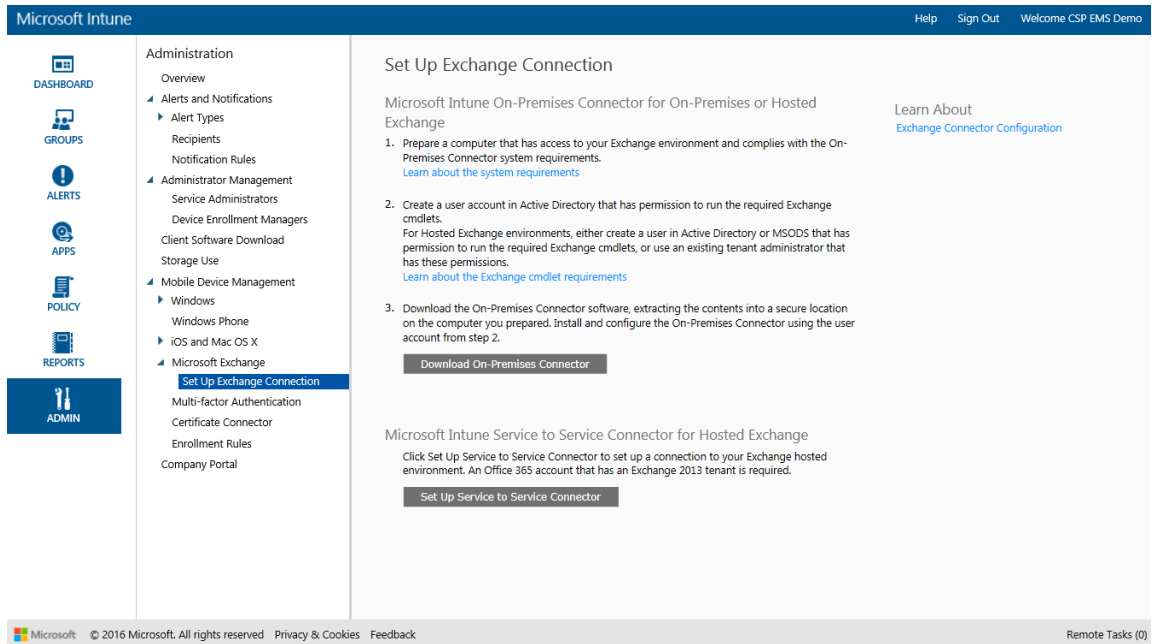 Microsoft Intune
Help Sign Out Welcome CSP EMS Demo
DASHBOARD
GROUPS
ALERTS
APPS
POLICY
REPORTS
ADMIN
Administration
Overview
Alerts and Notifications
Alert Types
Recipients
Notification Rules
Administrator Management
Service Administrators
Device Enrollment Managers
Client Software Download
Storage Use
Mobile Device Management
Windows
Windows Phone
iOS and Mac OS X
Microsoft Exchange
Set Up Exchange Connection
Multi-factor Authentication
Certificate Connector
Enrollment Rules
Company Portal
Set Up Exchange Connection
Microsoft Intune On-Premises Connector for On-Premises or Hosted
Exchange
1. Prepare a computer that has access to your Exchange environment and complies with the On-
Premises Connector system requirements.
Learn about the system requirements
2. Create a user account in Active Directory that has permission to run the required Exchange
cmdlets.
For Hosted Exchange environments, either create a user in Active Directory or MSODS that has
permission to run the required Exchange cmdlets, or use an existing tenant administrator that
has these permissions.
Learn about the Exchange cmdlet requirements
3. Download the On-Premises Connector software, extracting the contents into a secure location
on the computer you prepared. Install and configure the On-Premises Connector using the user
account from step 2.
Download On-Premises Connector
Microsoft Intune Service to Service Connector for Hosted Exchange
Click Set Up Service to Service Connector to set up a connection to your Exchange hosted
environment. An Office 365 account that has an Exchange 2013 tenant is required.
Set Up Service to Service Connector
Learn About
Exchange Connector Configuration
Microsoft © 2016 Microsoft. All rights reserved Privacy & Cookies Feedback
Remote Tasks (0)